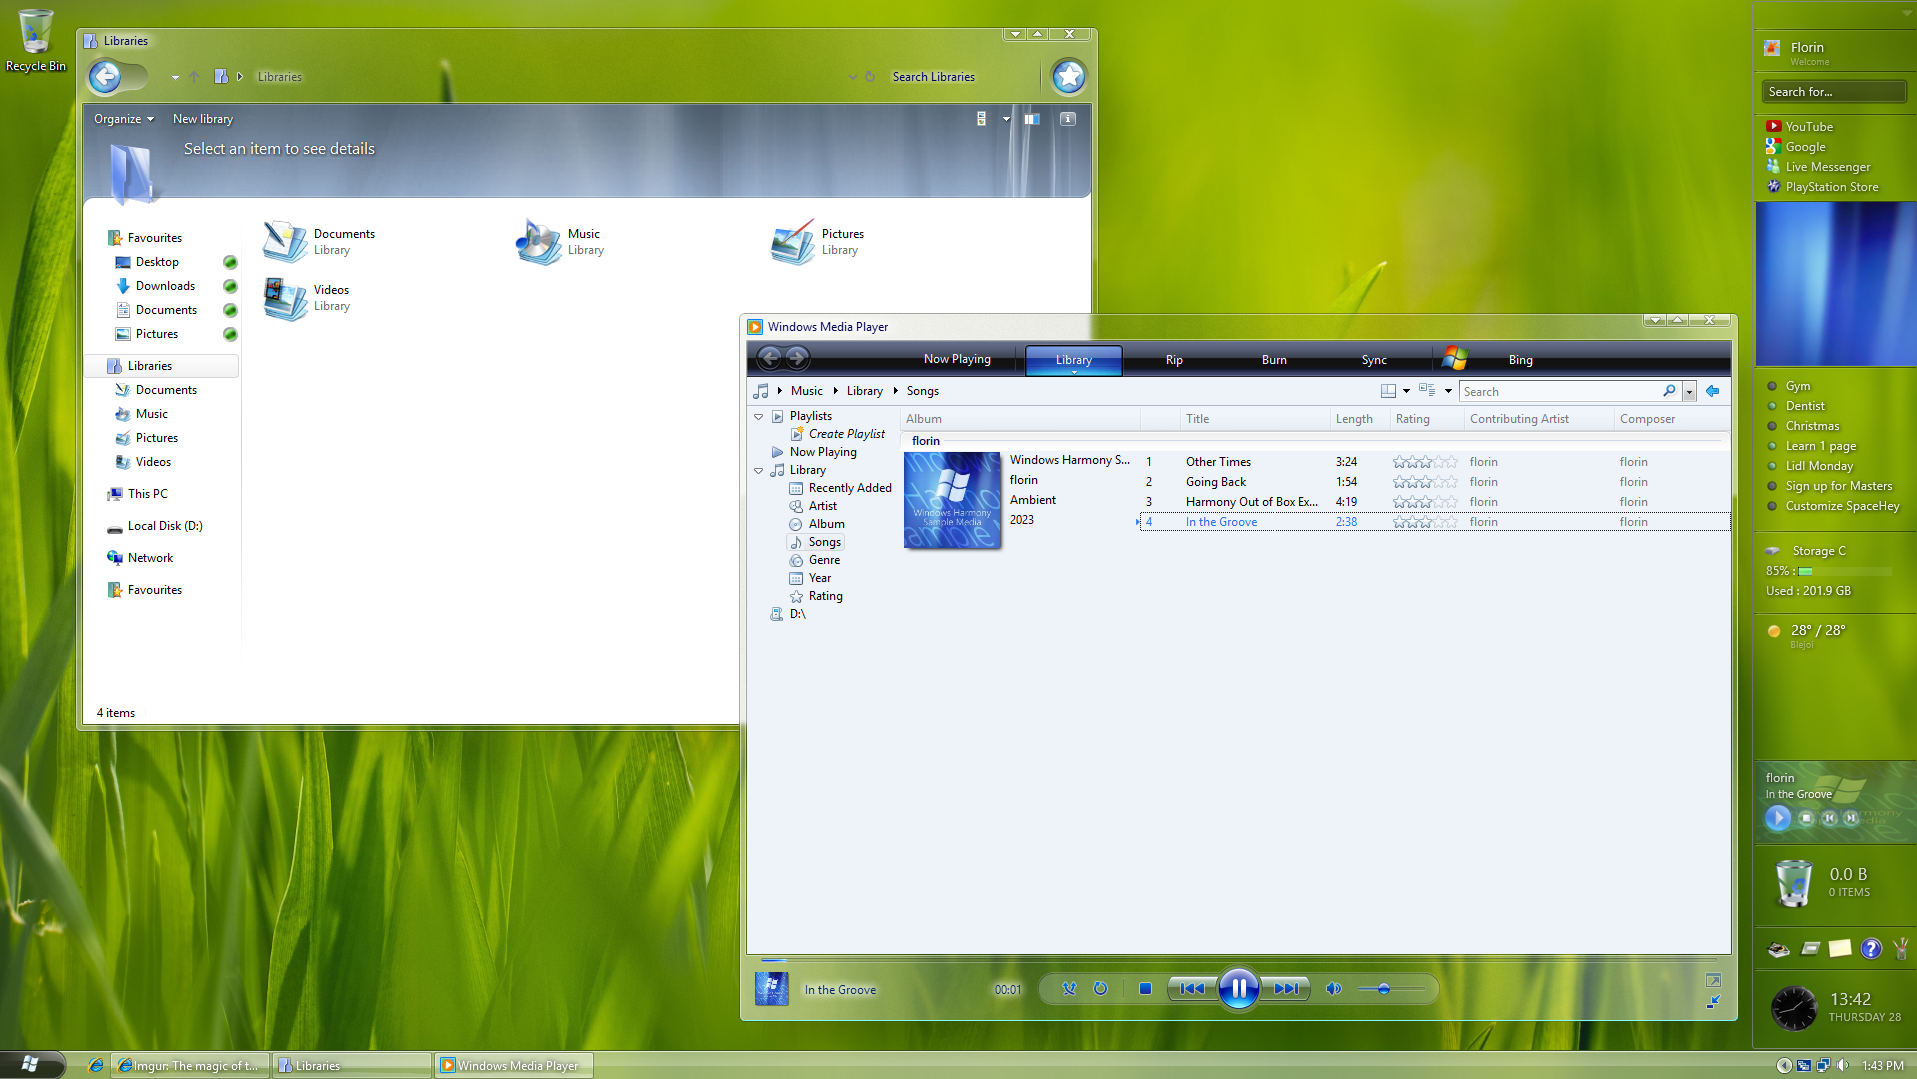 Recycle Bin
Libraries
Libraries
Search Libraries
Organize
New library
Select an item to see details
Favourites
Desktop
Downloads
Documents
Pictures
Libraries
Documents
Music
Pictures
Videos
This PC
Local Disk (D:)
Network
Favourites
Documents
Library
Music
Library
Pictures
Library
Videos
Library
4 items
Windows Media Player
Now Playing
Library
Rip
Burn
Sync
Bing
Music
Library
Songs
Search
Playlists
Create Playlist
Now Playing
Library
Recently Added
Artist
Album
Songs
Genre
Year
Rating
D:\
Album Title Length Rating Contributing Artist Composer
florin
Windows Harmony
Sample Media
Windows Harmony S...
florin
Ambient
2023
1 Other Times 3:24 florin florin
2 Going Back 1:54 florin florin
3 Harmony Out of Box Ex... 4:19 florin florin
4 In the Groove 2:38 florin florin
In the Groove
00:01
Florin
Welcome
Search for...
YouTube
Google
Live Messenger
PlayStation Store
Gym
Dentist
Christmas
Learn 1 page
Lidl Monday
Sign up for Masters
Customize SpaceHey
Storage C
85% :
Used : 201.9 GB
28° / 28°
Blejoi
florin
In the Groove
0.0 B
0 ITEMS
13:42
THURSDAY 28
Imgur: The magic of t...
Libraries
Windows Media Player
1:43 PM